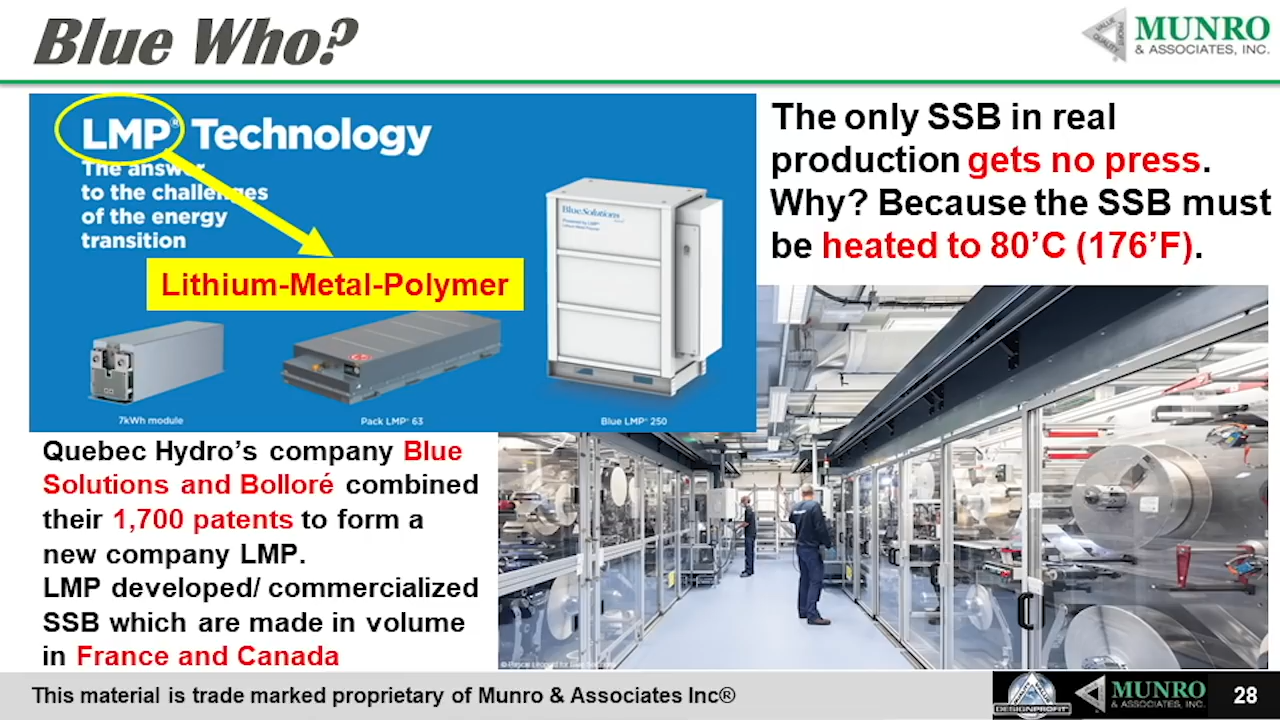 Blue Who?
MUNRO
& ASSOCIATES, INC.
VALUE
PROFIT
QUALITY
LMP® Technology
The answer
to the challenges
of the energy
transition
Lithium-Metal-Polymer
Blue Solutions
7kWh module
Pack LMP® 63
Blue LMP® 250
The only SSB in real
production gets no press.
Why? Because the SSB must
be heated to 80’C (176’F).
Quebec Hydro’s company Blue
Solutions and Bolloré combined
their 1,700 patents to form a
new company LMP.
LMP developed/ commercialized
SSB which are made in volume
in France and Canada
This material is trade marked proprietary of Munro & Associates Inc®
DESIGNPROFIT
MUNRO
& ASSOCIATES, INC.
28